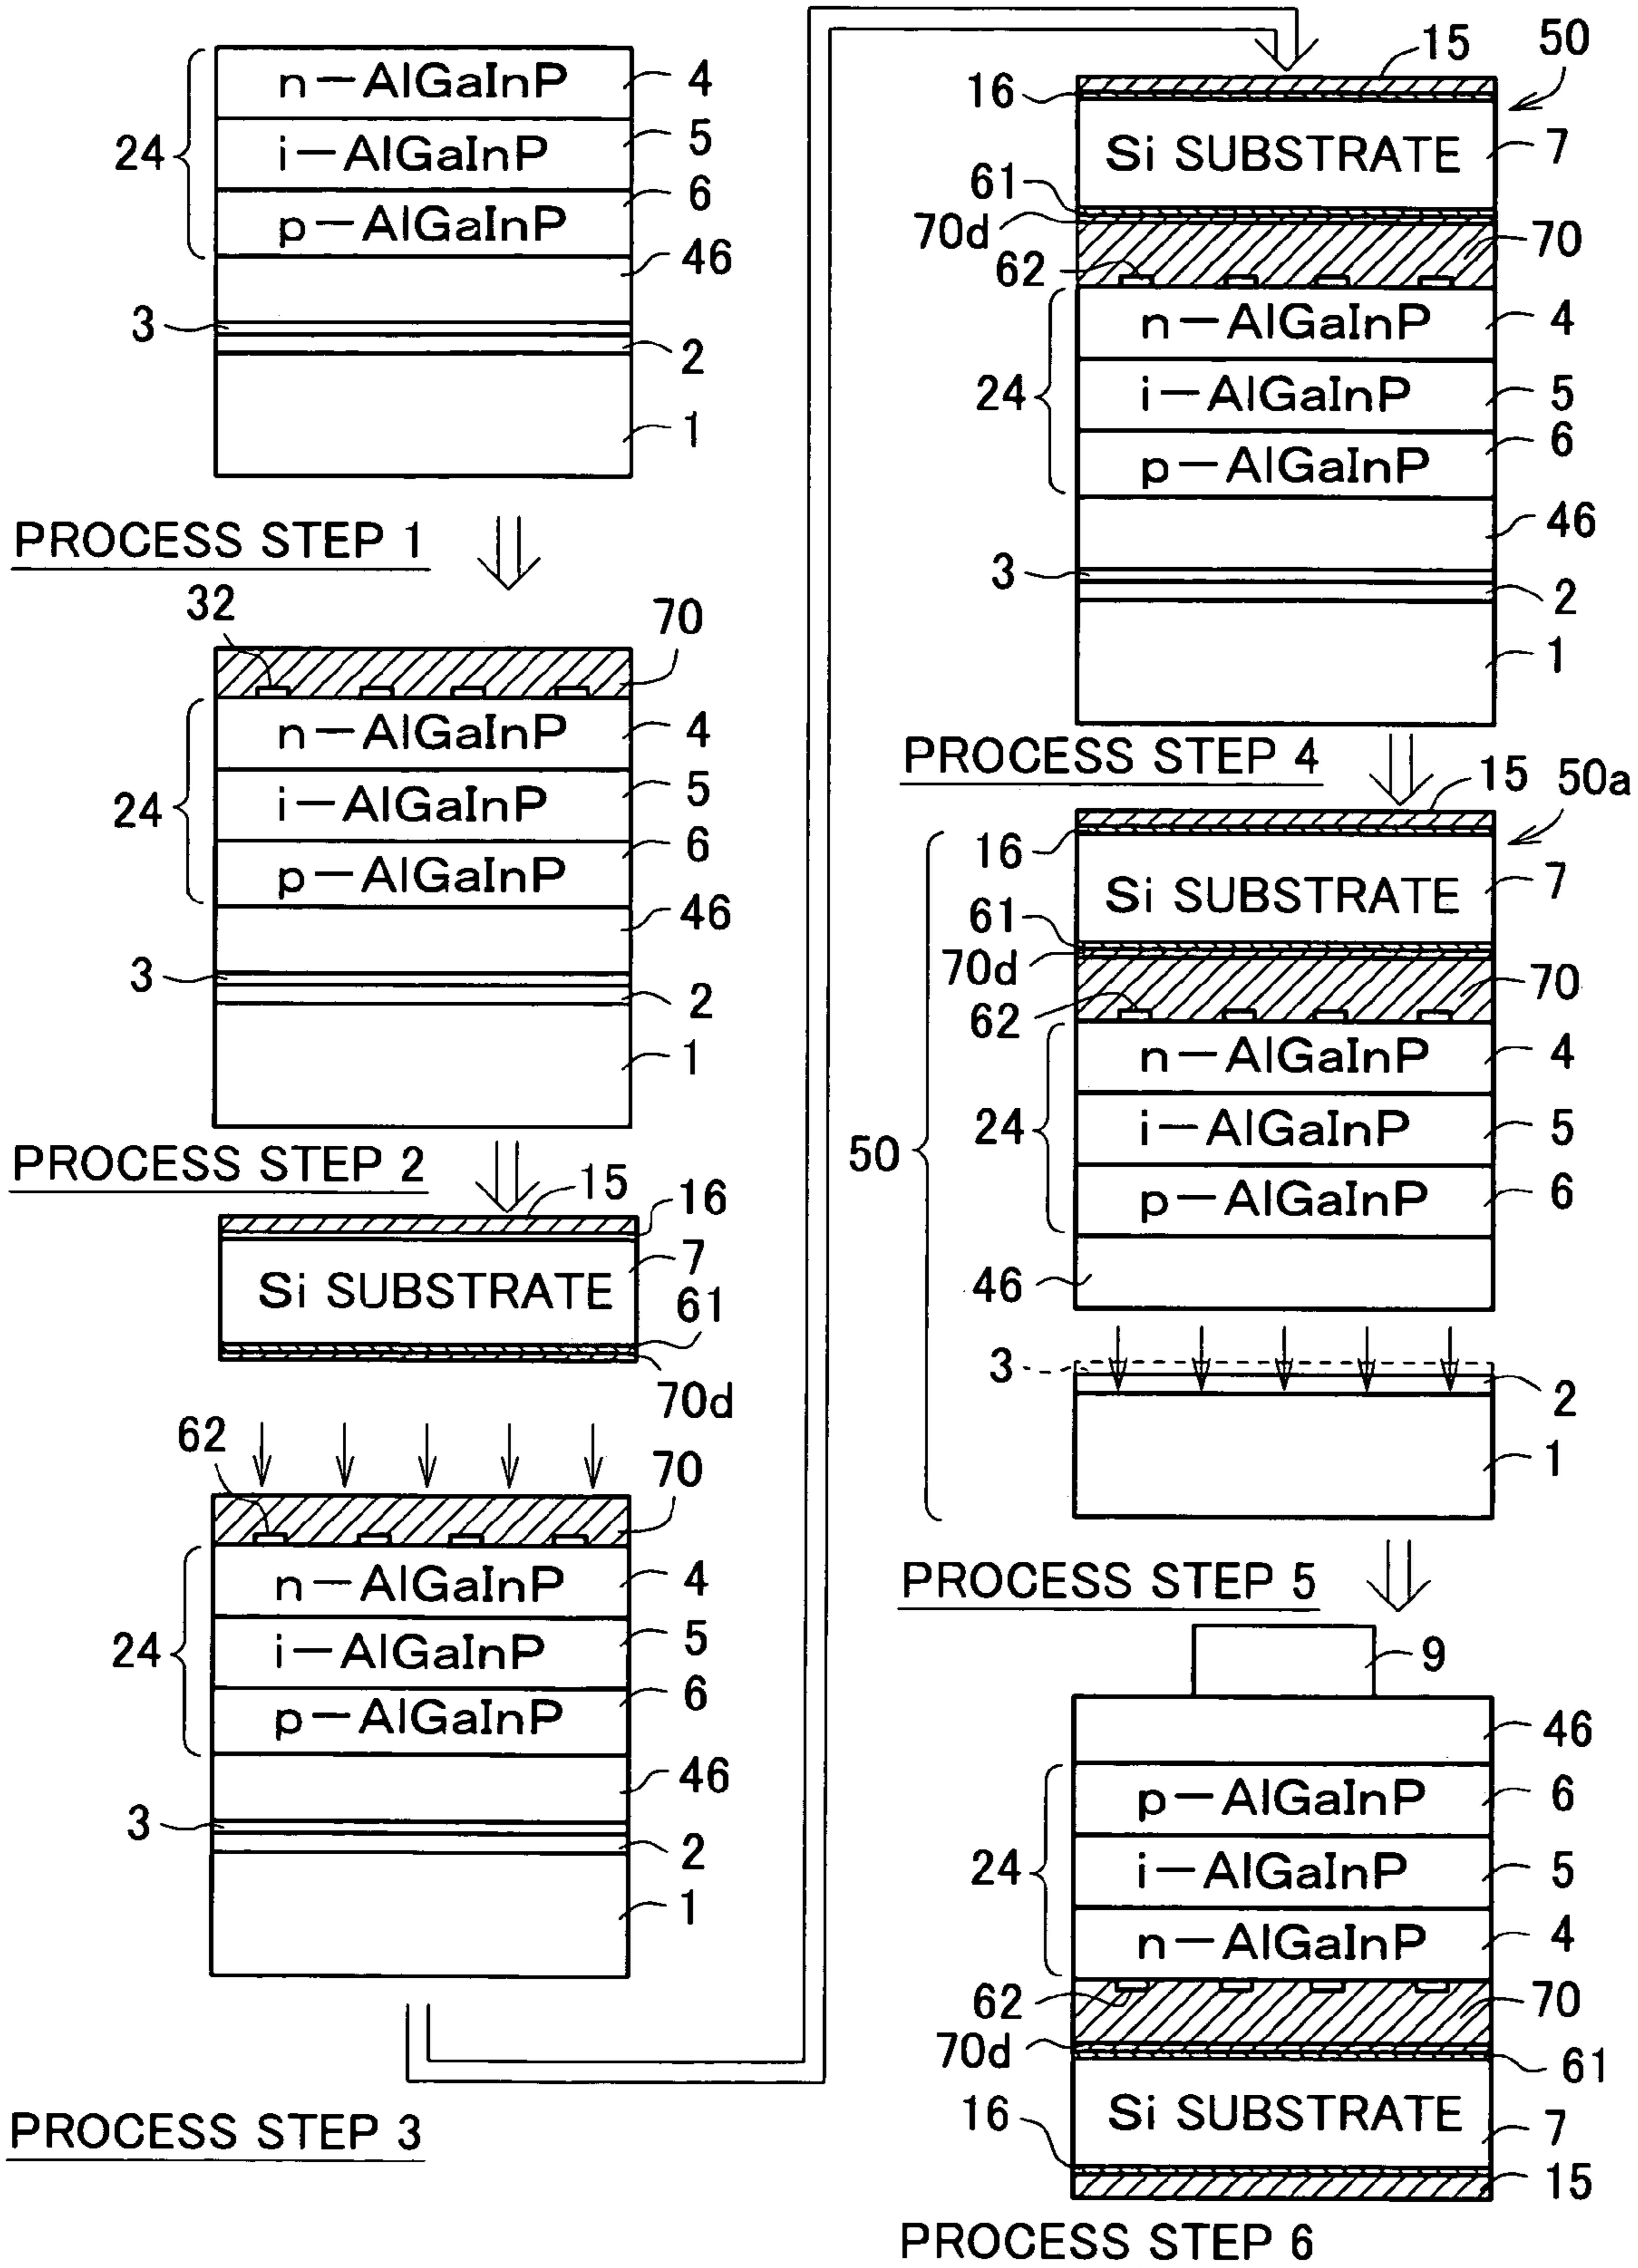 n－AlGaInP 4
24 i－AlGaInP 5
p－AlGaInP 6
46
3
2
1
PROCESS STEP 1
32 70
n－AlGaInP 4
24 i－AlGaInP 5
p－AlGaInP 6
46
3
2
1
PROCESS STEP 2
15
16
7
Si SUBSTRATE
61
70d
62
70
n－AlGaInP 4
24 i－AlGaInP 5
p－AlGaInP 6
46
3
2
1
PROCESS STEP 3
15 50
16
Si SUBSTRATE 7
61
70d 70
62
n－AlGaInP 4
24 i－AlGaInP 5
p－AlGaInP 6
46
3
2
1
PROCESS STEP 4
15 50a
16
Si SUBSTRATE 7
61
70d 70
62
n－AlGaInP 4
50 24 i－AlGaInP 5
p－AlGaInP 6
46
3
2
1
PROCESS STEP 5
9
46
p－AlGaInP 6
24 i－AlGaInP 5
n－AlGaInP 4
62 70
70d 61
Si SUBSTRATE 7
16
15
PROCESS STEP 6